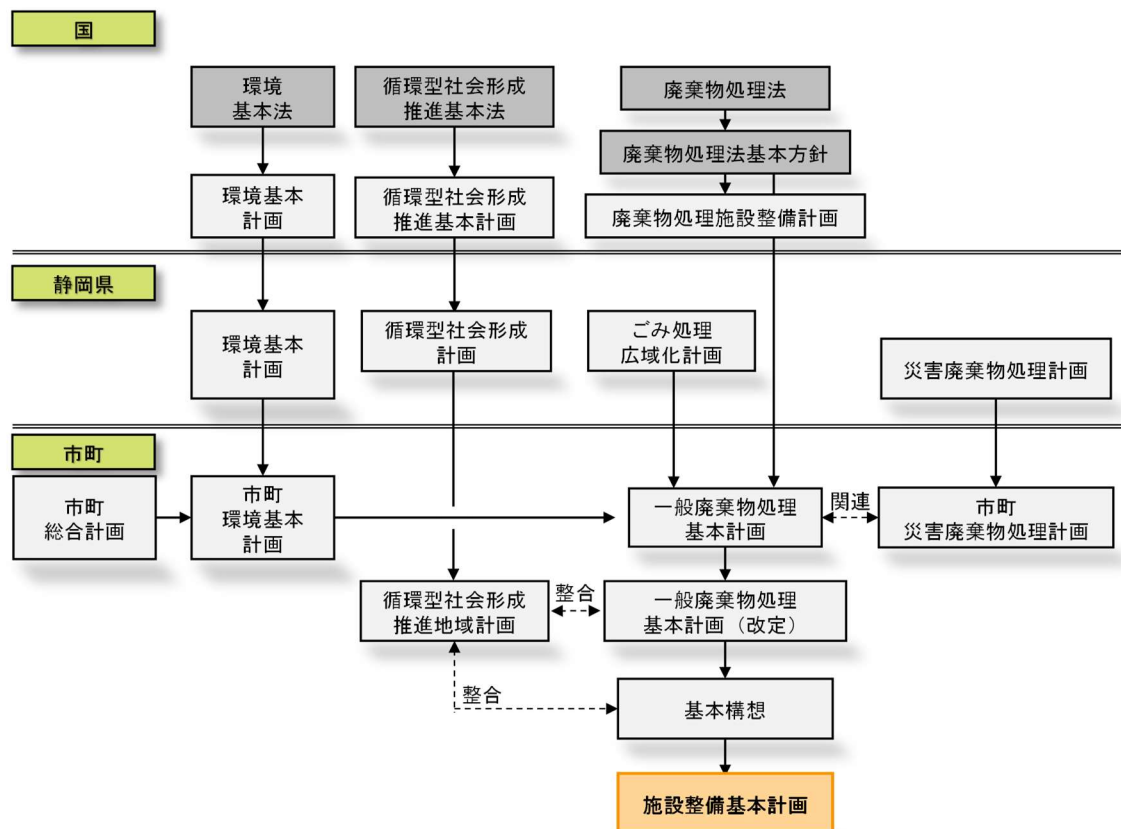 国
環境
基本法
循環型社会形成
推進基本法
廃棄物処理法
廃棄物処理法基本方針
環境基本
計画
循環型社会形成
推進基本計画
廃棄物処理施設整備計画
静岡県
環境基本
計画
循環型社会形成
計画
ごみ処理
広域化計画
災害廃棄物処理計画
市町
市町
総合計画
市町
環境基本
計画
一般廃棄物処理
基本計画
関連
市町
災害廃棄物処理計画
循環型社会形成
推進地域計画
整合
一般廃棄物処理
基本計画（改定）
整合
基本構想
施設整備基本計画